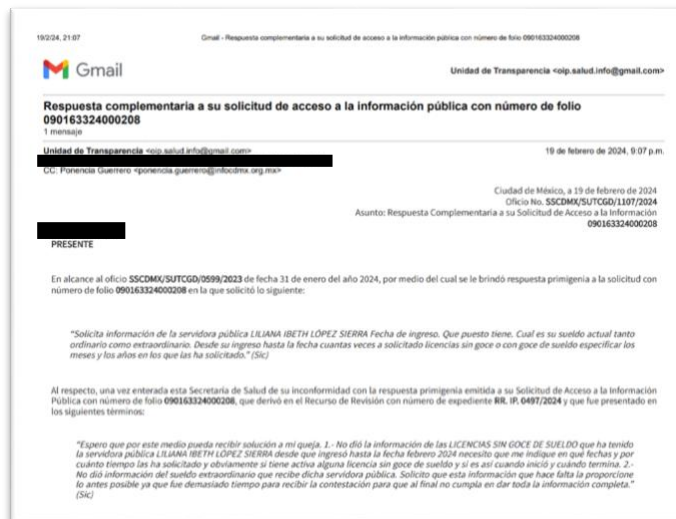 19/2/24, 21:07 Gmail - Respuesta complementaria a su solicitud de acceso a la información pública con número de folio 090163324000208
Gmail
Unidad de Transparencia <oip.salud.info@gmail.com>
Respuesta complementaria a su solicitud de acceso a la información pública con número de folio
090163324000208
1 mensaje
Unidad de Transparencia <oip.salud.info@gmail.com> 19 de febrero de 2024, 9:07 p.m.
CC: Ponencia Guerrero <ponencia.guerrero@infocdmx.org.mx>
Ciudad de México, a 19 de febrero de 2024
Oficio No. SSCDMX/SUTCGD/1107/2024
Asunto: Respuesta Complementaria a su Solicitud de Acceso a la Información
090163324000208
PRESENTE
En alcance al oficio SSCDMX/SUTCGD/0599/2023 de fecha 31 de enero del año 2024, por medio del cual se le brindó respuesta primigenia a la solicitud con
número de folio 090163324000208 en la que solicitó lo siguiente:
"Solicita información de la servidora pública LILIANA IBETH LÓPEZ SIERRA Fecha de ingreso. Que puesto tiene. Cual es su sueldo actual tanto
ordinario como extraordinario. Desde su ingreso hasta la fecha cuantas veces a solicitado licencias sin goce o con goce de sueldo especificar los
meses y los años en los que las ha solicitado." (Sic)
Al respecto, una vez enterada esta Secretaría de Salud de su inconformidad con la respuesta primigenia emitida a su Solicitud de Acceso a la Información
Pública con número de folio 090163324000208, que derivó en el Recurso de Revisión con número de expediente RR. IP. 0497/2024 y que fue presentado en
los siguientes términos:
"Espero que por este medio pueda recibir solución a mi queja. 1.- No dió la información de las LICENCIAS SIN GOCE DE SUELDO que ha tenido
la servidora pública LILIANA IBETH LÓPEZ SIERRA desde que ingresó hasta la fecha febrero 2024 necesito que me indique en qué fechas y por
cuánto tiempo las ha solicitado y obviamente si tiene activa alguna licencia sin goce de sueldo y si es así cuando inició y cuándo termina. 2.-
No dió información del sueldo extraordinario que recibe dicha servidora pública. Solicito que esta información que hace falta la proporcione
lo antes posible ya que fue demasiado tiempo para recibir la contestación para que al final no cumpla en dar toda la información completa."
(Sic)